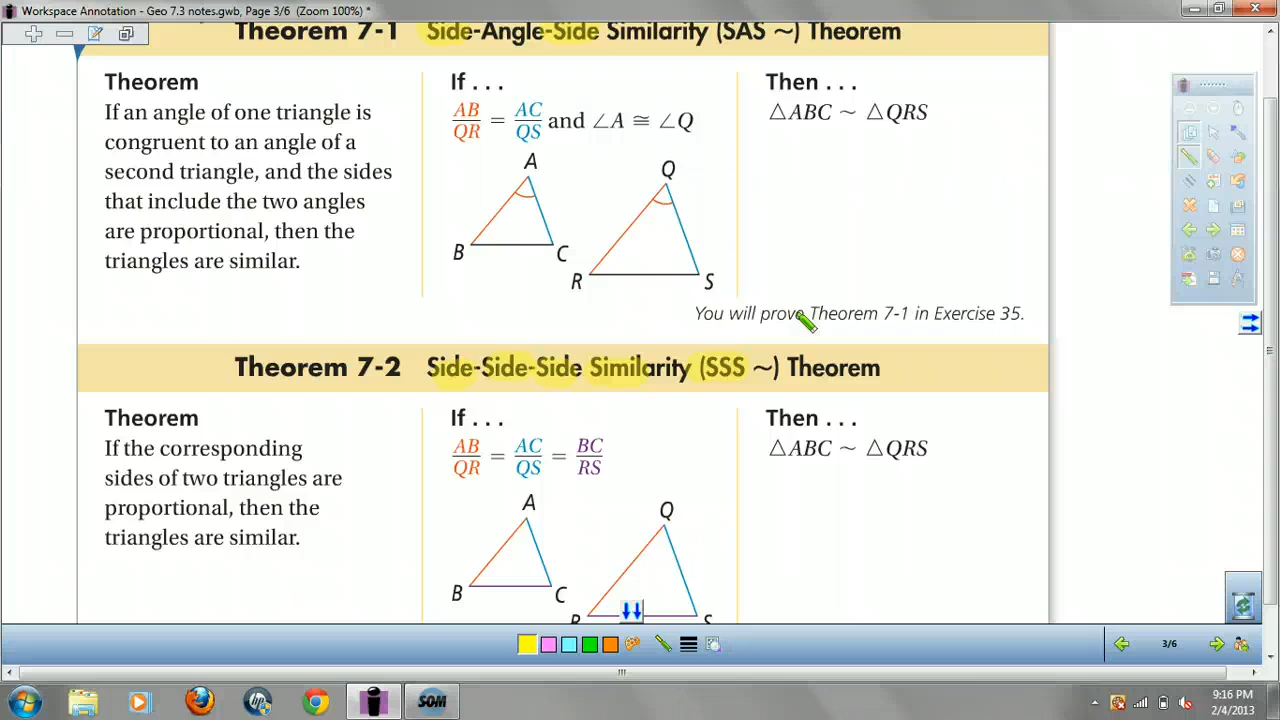 Workspace Annotation - Geo 7.3 notes.gwb, Page 3/6 (Zoom 100%) *
Theorem 7-1 Side-Angle-Side Similarity (SAS ~) Theorem
Theorem
If an angle of one triangle is
congruent to an angle of a
second triangle, and the sides
that include the two angles
are proportional, then the
triangles are similar.
If . . .
AB/QR = AC/QS and ∠A ≅ ∠Q
A
B
C
Q
R
S
Then . . .
△ABC ~ △QRS
You will prove Theorem 7-1 in Exercise 35.
Theorem 7-2 Side-Side-Side Similarity (SSS ~) Theorem
Theorem
If the corresponding
sides of two triangles are
proportional, then the
triangles are similar.
If . . .
AB/QR = AC/QS = BC/RS
A
B
C
Q
R
S
Then . . .
△ABC ~ △QRS
3/6
hp
SOM
9:16 PM
2/4/2013